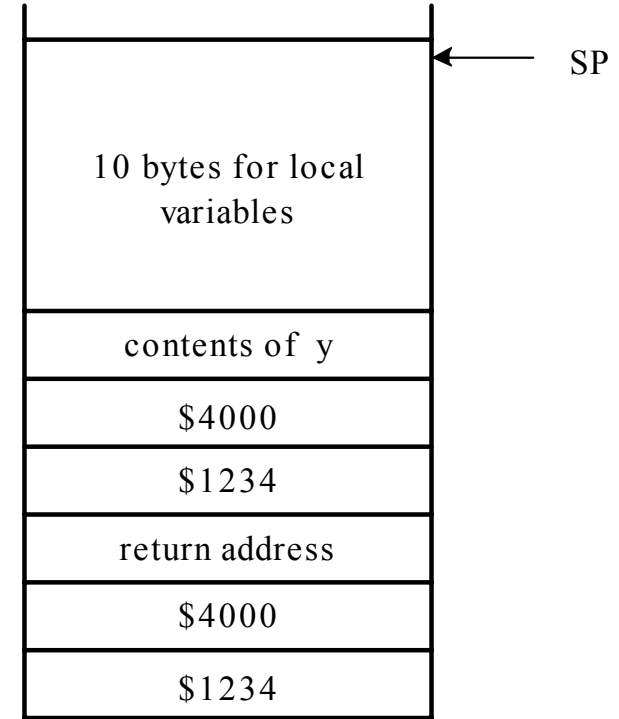 SP
10 bytes for local
variables
contents of y
$4000
$1234
return address
$4000
$1234